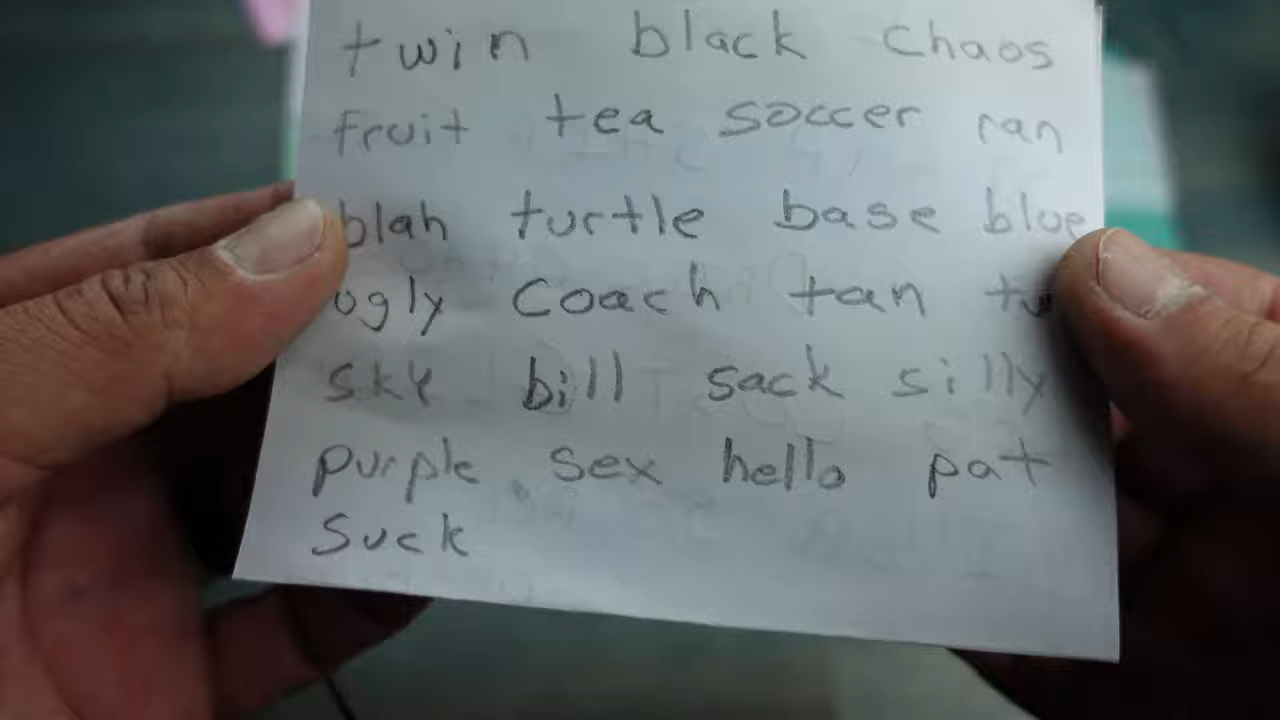 twin black chaos
fruit tea soccer ran
blah turtle base blue
ugly coach tan
sky bill sack silly
purple sex hello pat
suck